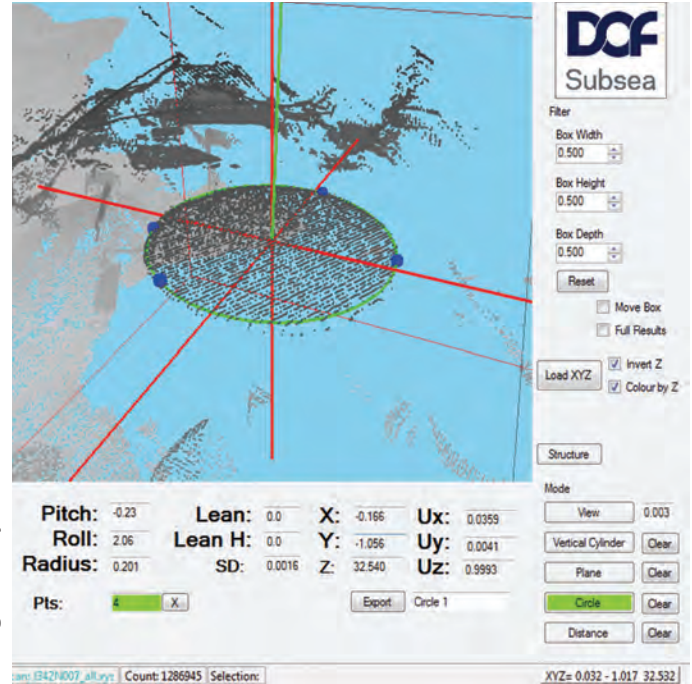 DOF
Subsea
Filter
Box Width
0.500
Box Height
0.500
Box Depth
0.500
Reset
Move Box
Full Results
Load XYZ
Invert Z
Colour by Z
Structure
Mode
View 0.003
Vertical Cylinder Clear
Plane Clear
Circle Clear
Distance Clear
Pitch: -0.23 Lean: 0.0 X: -0.166 Ux: 0.0359
Roll: 2.06 Lean H: 0.0 Y: -1.056 Uy: 0.0041
Radius: 0.201 SD: 0.0016 Z: 32.540 Uz: 0.9993
Pts: 4 X Export Circle 1
J342N007_all.xyz Count: 1286945 Selection: XYZ= 0.032 - 1.017 32.532